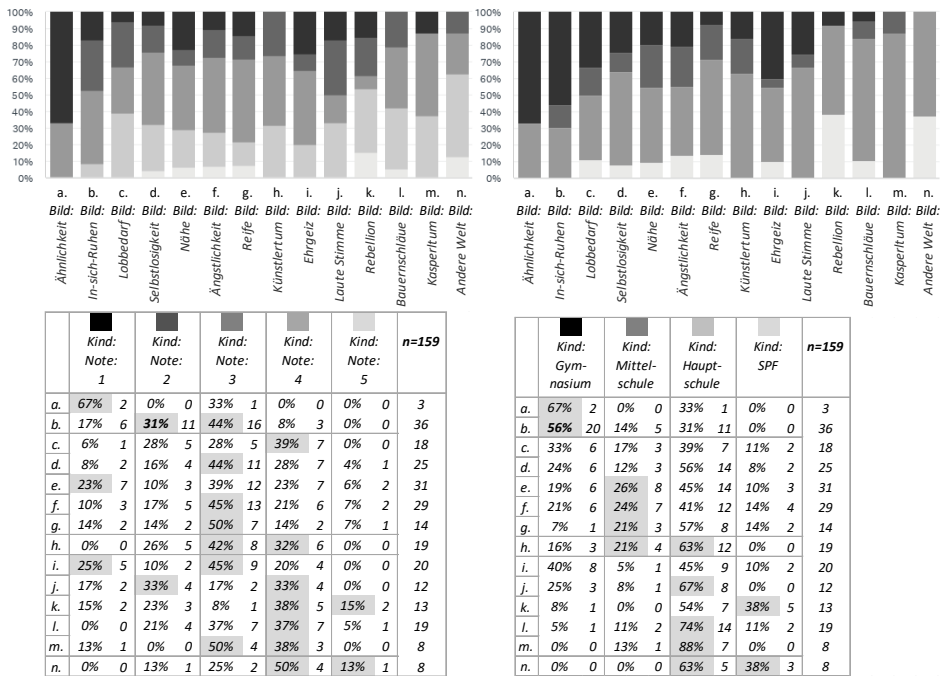 100%
90%
80%
70%
60%
50%
40%
30%
20%
10%
0%
a. b. c. d. e. f. g. h. i. j. k. l. m. n.
Bild: Bild: Bild: Bild: Bild: Bild: Bild: Bild: Bild: Bild: Bild: Bild: Bild: Bild:
Ähnlichkeit
In-sich-Ruhen
Lobbedarf
Selbstlosigkeit
Nähe
Ängstlichkeit
Reife
Künstlertum
Ehrgeiz
Laute Stimme
Rebellion
Bauernschläue
Kasperltum
Andere Welt
Kind: Kind: Kind: Kind: Kind: n=159
Note: Note: Note: Note: Note:
1 2 3 4 5
a. 67% 2 0% 0 33% 1 0% 0 0% 0 3
b. 17% 6 31% 11 44% 16 8% 3 0% 0 36
c. 6% 1 28% 5 28% 5 39% 7 0% 0 18
d. 8% 2 16% 4 44% 11 28% 7 4% 1 25
e. 23% 7 10% 3 39% 12 23% 7 6% 2 31
f. 10% 3 17% 5 45% 13 21% 6 7% 2 29
g. 14% 2 14% 2 50% 7 14% 2 7% 1 14
h. 0% 0 26% 5 42% 8 32% 6 0% 0 19
i. 25% 5 10% 2 45% 9 20% 4 0% 0 20
j. 17% 2 33% 4 17% 2 33% 4 0% 0 12
k. 15% 2 23% 3 8% 1 38% 5 15% 2 13
l. 0% 0 21% 4 37% 7 37% 7 5% 1 19
m. 13% 1 0% 0 50% 4 38% 3 0% 0 8
n. 0% 0 13% 1 25% 2 50% 4 13% 1 8
100%
90%
80%
70%
60%
50%
40%
30%
20%
10%
0%
a. b. c. d. e. f. g. h. i. j. k. l. m. n.
Bild: Bild: Bild: Bild: Bild: Bild: Bild: Bild: Bild: Bild: Bild: Bild: Bild: Bild:
Ähnlichkeit
In-sich-Ruhen
Lobbedarf
Selbstlosigkeit
Nähe
Ängstlichkeit
Reife
Künstlertum
Ehrgeiz
Laute Stimme
Rebellion
Bauernschläue
Kasperltum
Andere Welt
Kind: Kind: Kind: Kind: n=159
Gym- Mittel- Haupt- SPF
nasium schule schule
a. 67% 2 0% 0 33% 1 0% 0 3
b. 56% 20 14% 5 31% 11 0% 0 36
c. 33% 6 17% 3 39% 7 11% 2 18
d. 24% 6 12% 3 56% 14 8% 2 25
e. 19% 6 26% 8 45% 14 10% 3 31
f. 21% 6 24% 7 41% 12 14% 4 29
g. 7% 1 21% 3 57% 8 14% 2 14
h. 16% 3 21% 4 63% 12 0% 0 19
i. 40% 8 5% 1 45% 9 10% 2 20
j. 25% 3 8% 1 67% 8 0% 0 12
k. 8% 1 0% 0 54% 7 38% 5 13
l. 5% 1 11% 2 74% 14 11% 2 19
m. 0% 0 13% 1 88% 7 0% 0 8
n. 0% 0 0% 0 63% 5 38% 3 8